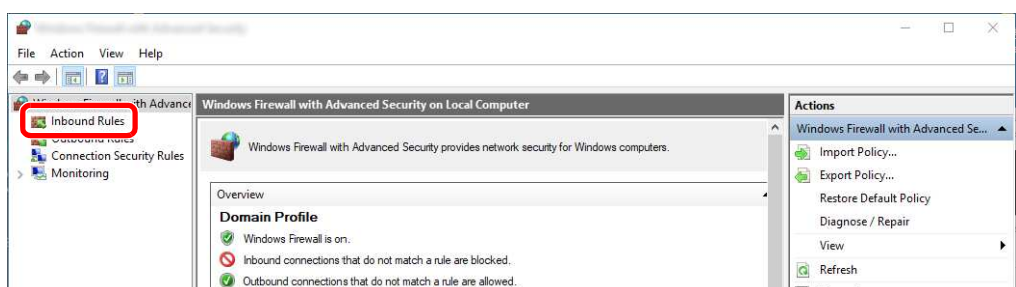 File Action View Help
Windows Firewall with Advanced Security on Local Computer
Inbound Rules
Outbound Rules
Connection Security Rules
Monitoring
Windows Firewall with Advanced Security provides network security for Windows computers.
Overview
Domain Profile
Windows Firewall is on.
Inbound connections that do not match a rule are blocked.
Outbound connections that do not match a rule are allowed.
Actions
Windows Firewall with Advanced Se...
Import Policy...
Export Policy...
Restore Default Policy
Diagnose / Repair
View
Refresh